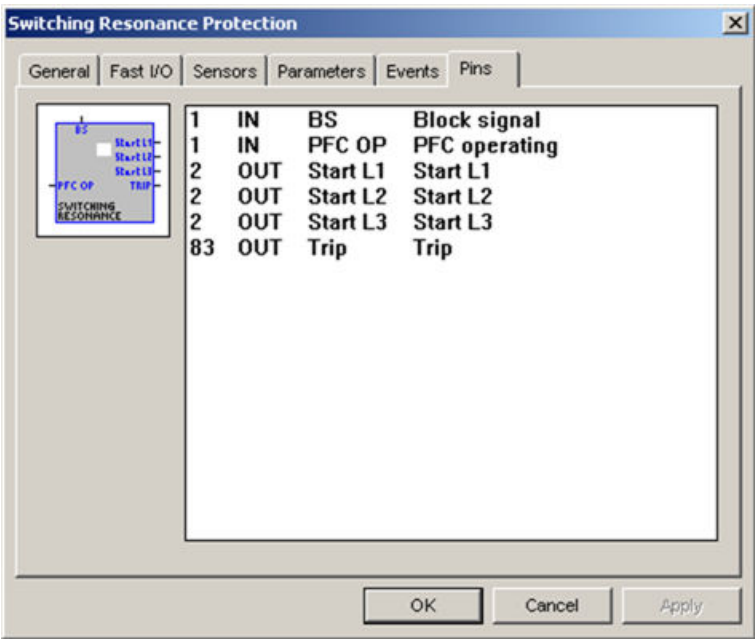 Switching Resonance Protection
General Fast I/O Sensors Parameters Events Pins
BS
Start L1
Start L2
Start L3
PFC OP TRIP
SWITCHING
RESONANCE
1 IN BS Block signal
1 IN PFC OP PFC operating
2 OUT Start L1 Start L1
2 OUT Start L2 Start L2
2 OUT Start L3 Start L3
83 OUT Trip Trip
OK Cancel Apply